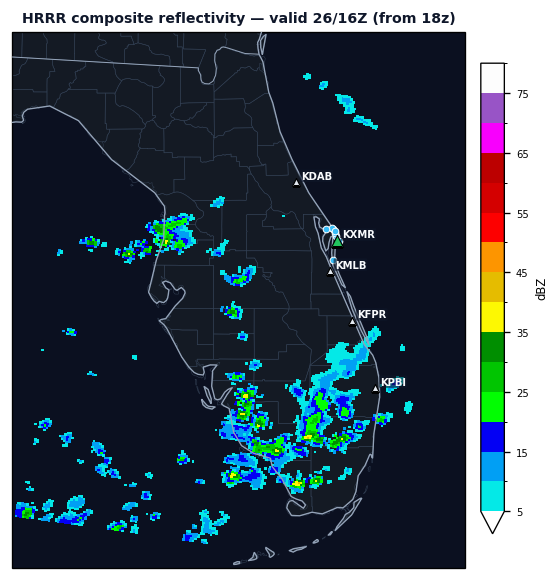 HRRR composite reflectivity — valid 26/16Z (from 18z)
KDAB
KXMR
KMLB
KFPR
KPBI
75
65
55
45
35
25
15
5
dBZ